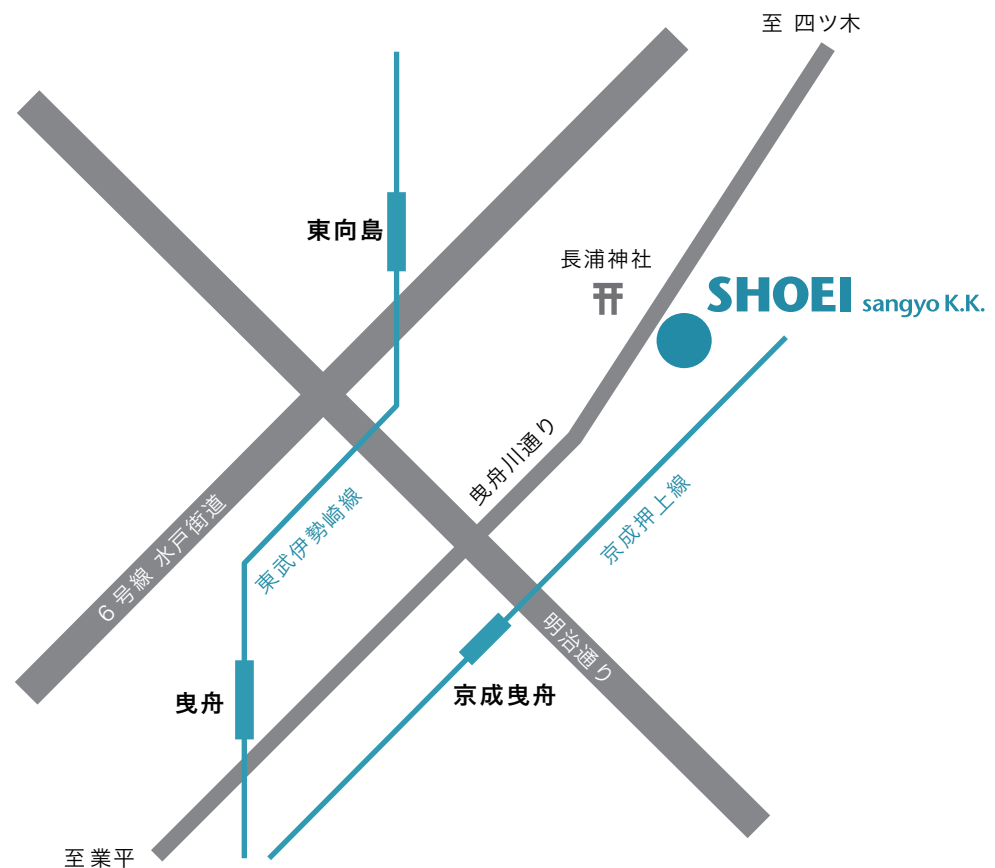 至 四ツ木
東向島
長浦神社
SHOEI sangyo K.K.
曳舟川通り
京成押上線
東武伊勢崎線
6号線 水戸街道
明治通り
曳舟
京成曳舟
至 業平